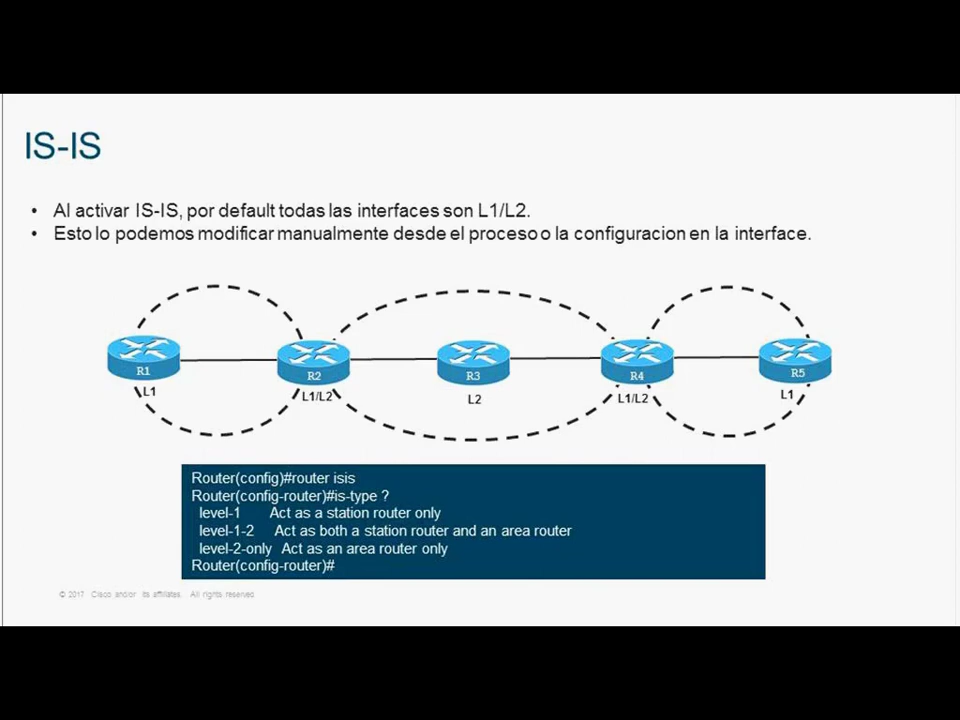 IS-IS
• Al activar IS-IS, por default todas las interfaces son L1/L2.
• Esto lo podemos modificar manualmente desde el proceso o la configuracion en la interface.
R1
R2
R3
R4
R5
L1
L1/L2
L2
L1/L2
L1
Router(config)#router isis
Router(config-router)#is-type ?
level-1 Act as a station router only
level-1-2 Act as both a station router and an area router
level-2-only Act as an area router only
Router(config-router)#
© 2017 Cisco and/or its affiliates. All rights reserved